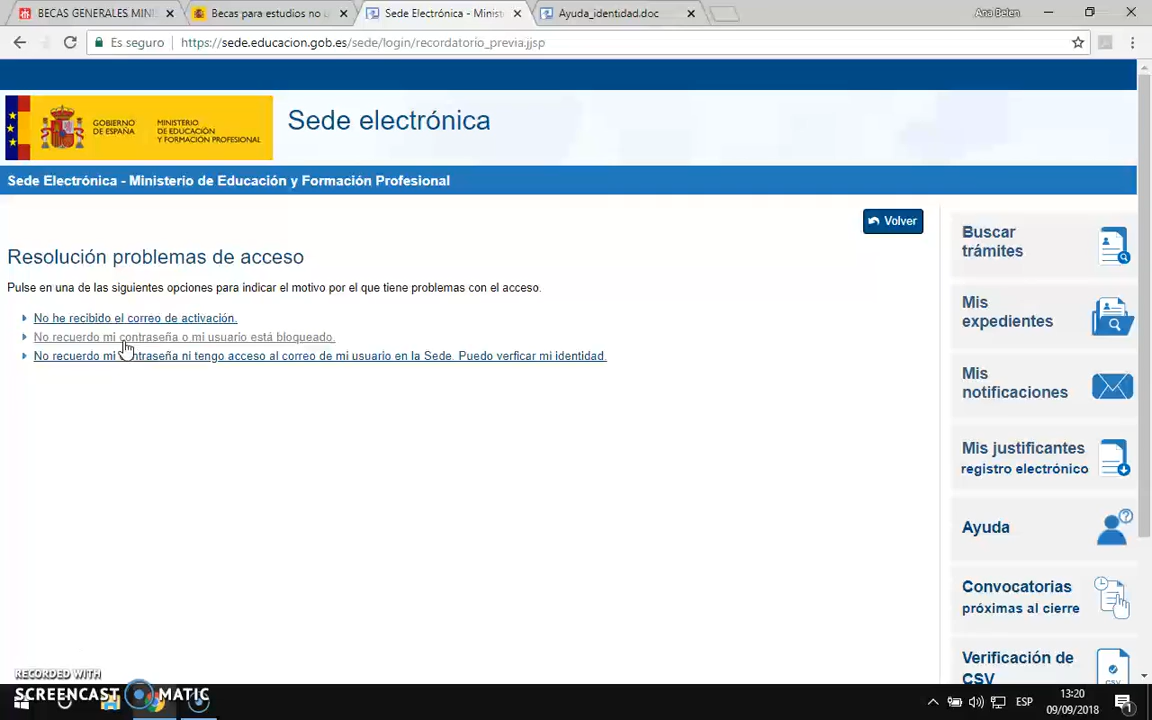 BECAS GENERALES MINI
Becas para estudios no u
Sede Electrónica - Minist
Ayuda_identidad.doc
Ana Belen
Es seguro
https://sede.educacion.gob.es/sede/login/recordatorio_previa.jjsp
GOBIERNO
DE ESPAÑA
MINISTERIO
DE EDUCACIÓN
Y FORMACIÓN PROFESIONAL
Sede electrónica
Sede Electrónica - Ministerio de Educación y Formación Profesional
Volver
Resolución problemas de acceso
Pulse en una de las siguientes opciones para indicar el motivo por el que tiene problemas con el acceso.
No he recibido el correo de activación.
No recuerdo mi contraseña o mi usuario está bloqueado.
No recuerdo mi contraseña ni tengo acceso al correo de mi usuario en la Sede. Puedo verficar mi identidad.
Buscar
trámites
Mis
expedientes
Mis
notificaciones
Mis justificantes
registro electrónico
Ayuda
Convocatorias
próximas al cierre
Verificación de
CSV
CSV
RECORDED WITH
SCREENCAST MATIC
ESP
13:20
09/09/2018
1